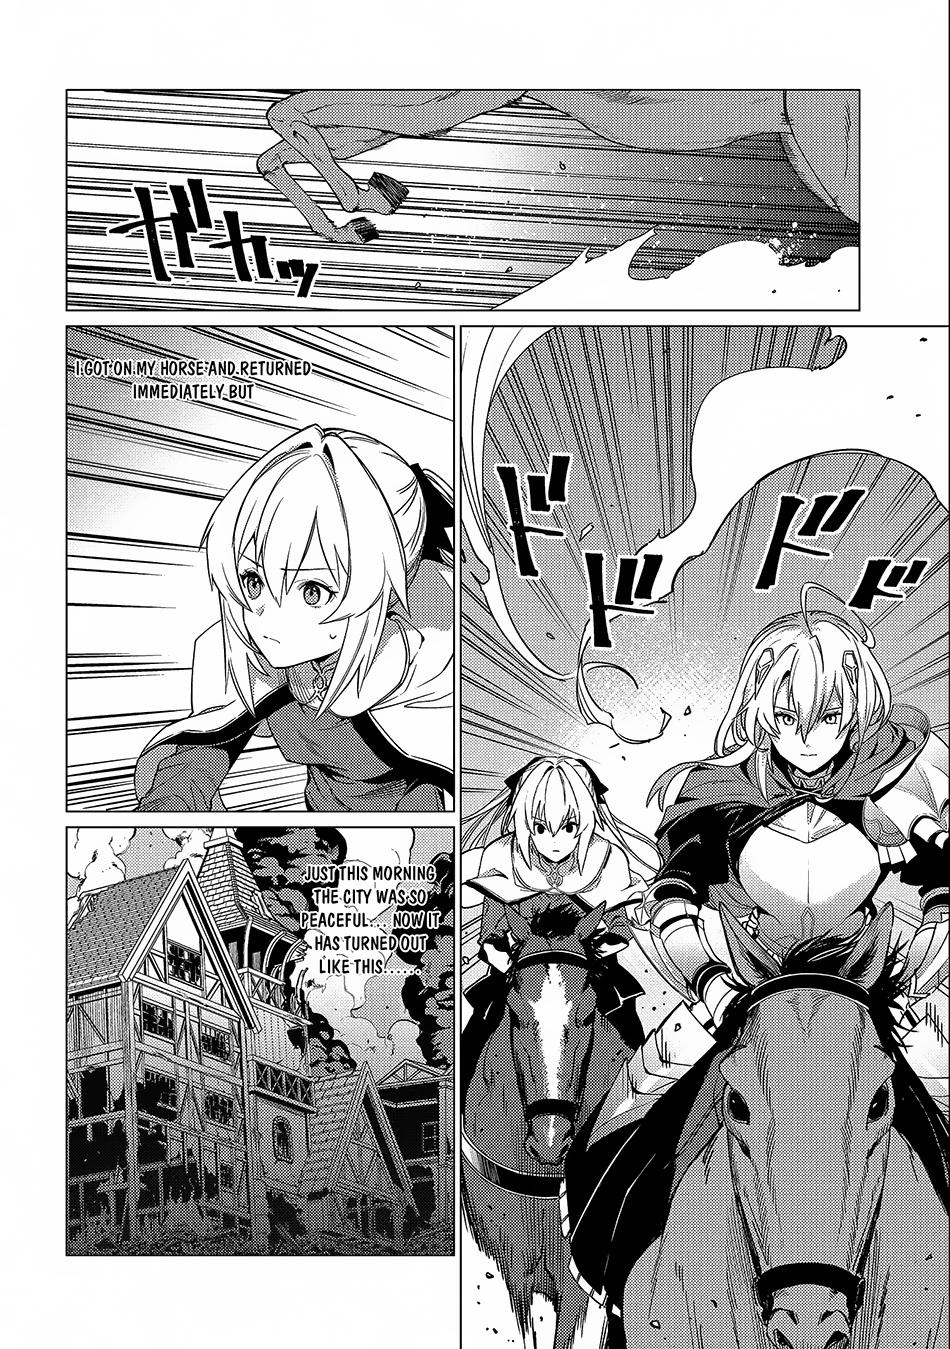 ザカッ
ドド
ドド
I GOT ON MY HORSE AND RETURNED
IMMEDIATELY BUT
JUST THIS MORNING
THE CITY WAS SO
PEACEFUL... NOW IT
HAS TURNED OUT
LIKE THIS......